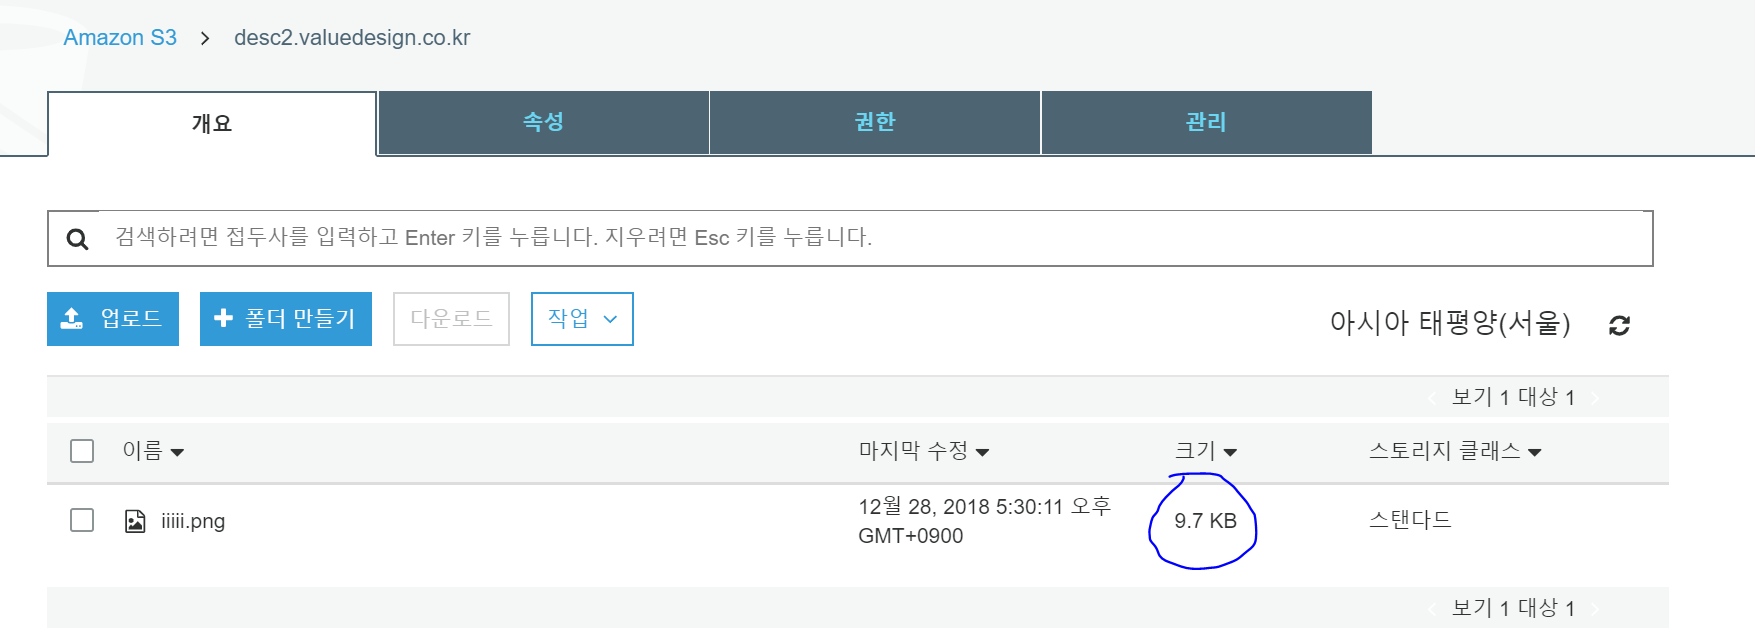 Amazon S3 > desc2.valuedesign.co.kr
개요 속성 권한 관리
검색하려면 접두사를 입력하고 Enter 키를 누릅니다. 지우려면 Esc 키를 누릅니다.
업로드 폴더 만들기 다운로드 작업 아시아 태평양(서울)
보기 1 대상 1
이름 마지막 수정 크기 스토리지 클래스
iiiii.png 12월 28, 2018 5:30:11 오후 GMT+0900 9.7 KB 스탠다드
보기 1 대상 1